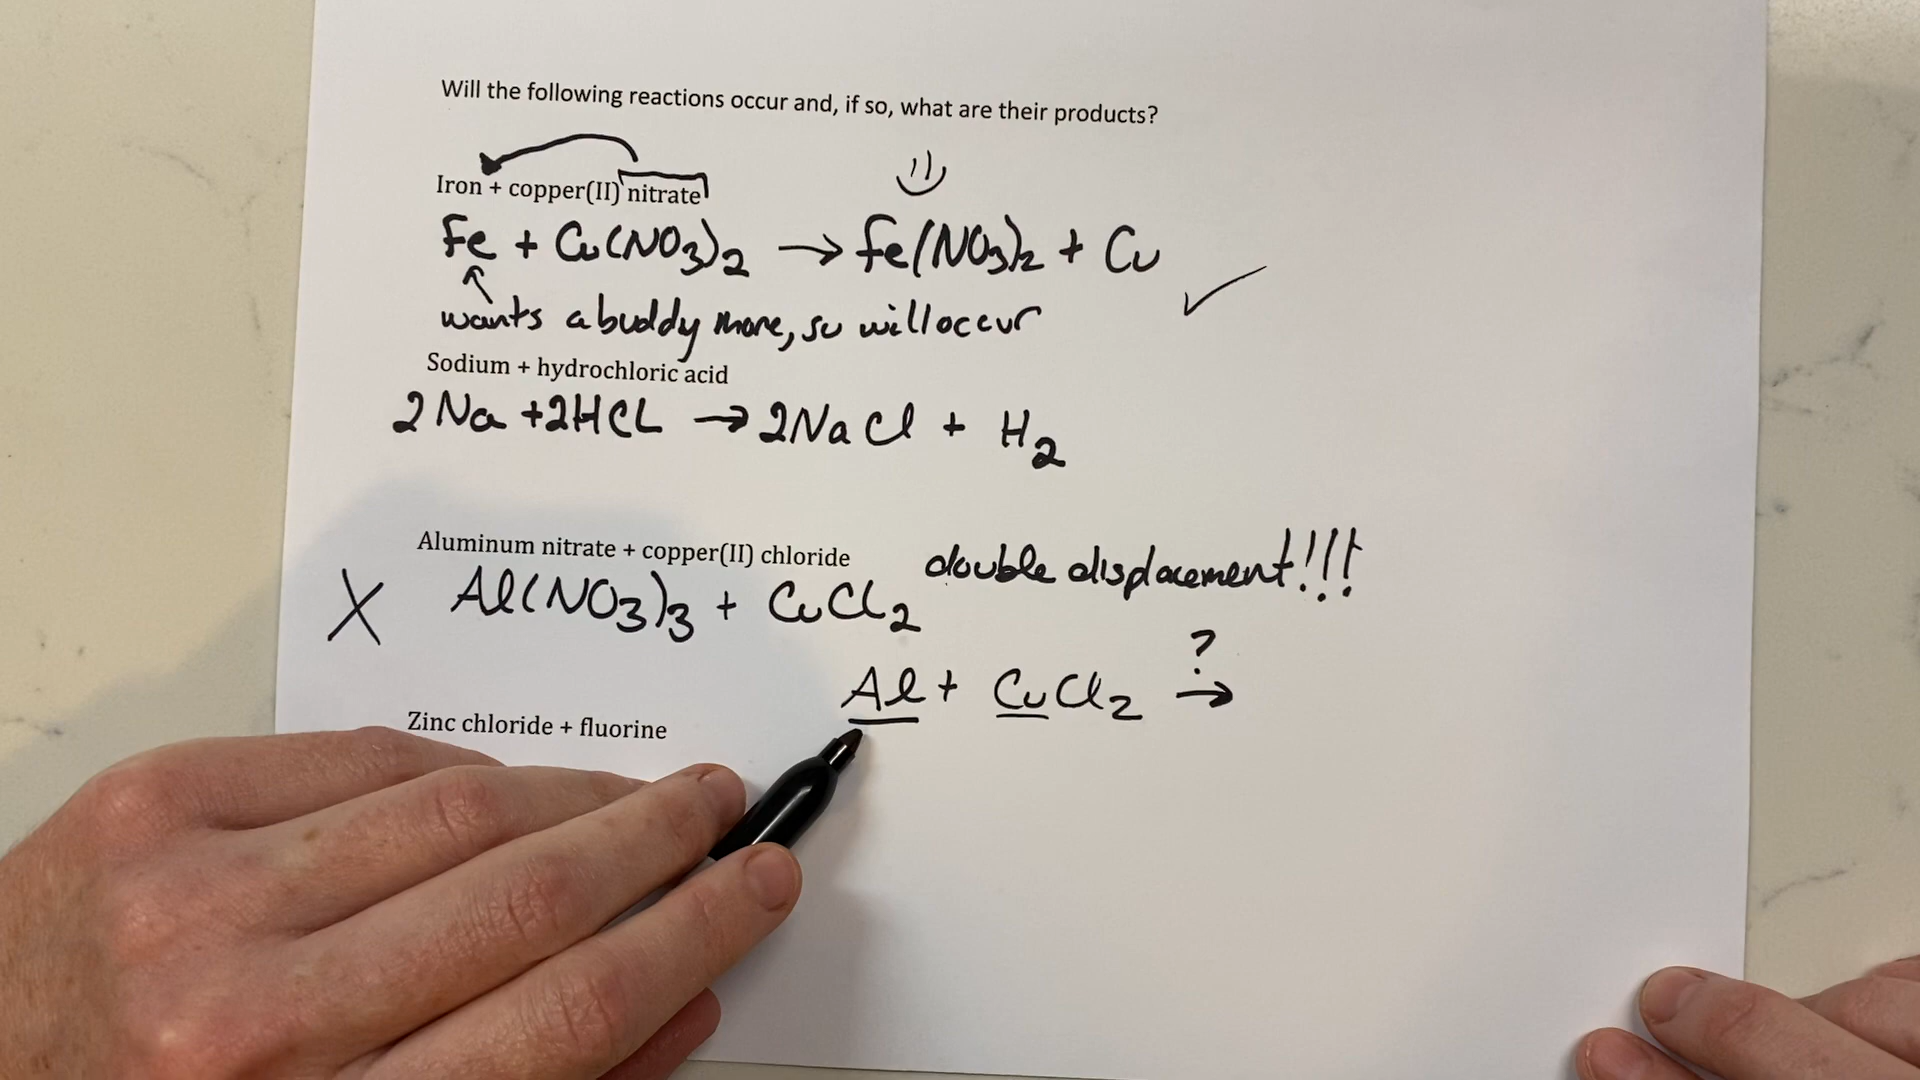 Will the following reactions occur and, if so, what are their products?
Iron + copper(II) nitrate
Fe + Cu(NO3)2 → Fe(NO3)2 + Cu
wants a buddy more, so will occur
Sodium + hydrochloric acid
2Na +2HCL → 2NaCl + H2
Aluminum nitrate + copper(II) chloride
double displacement!!!
X Al(NO3)3 + CuCl2
Al + CuCl2 ?→
Zinc chloride + fluorine